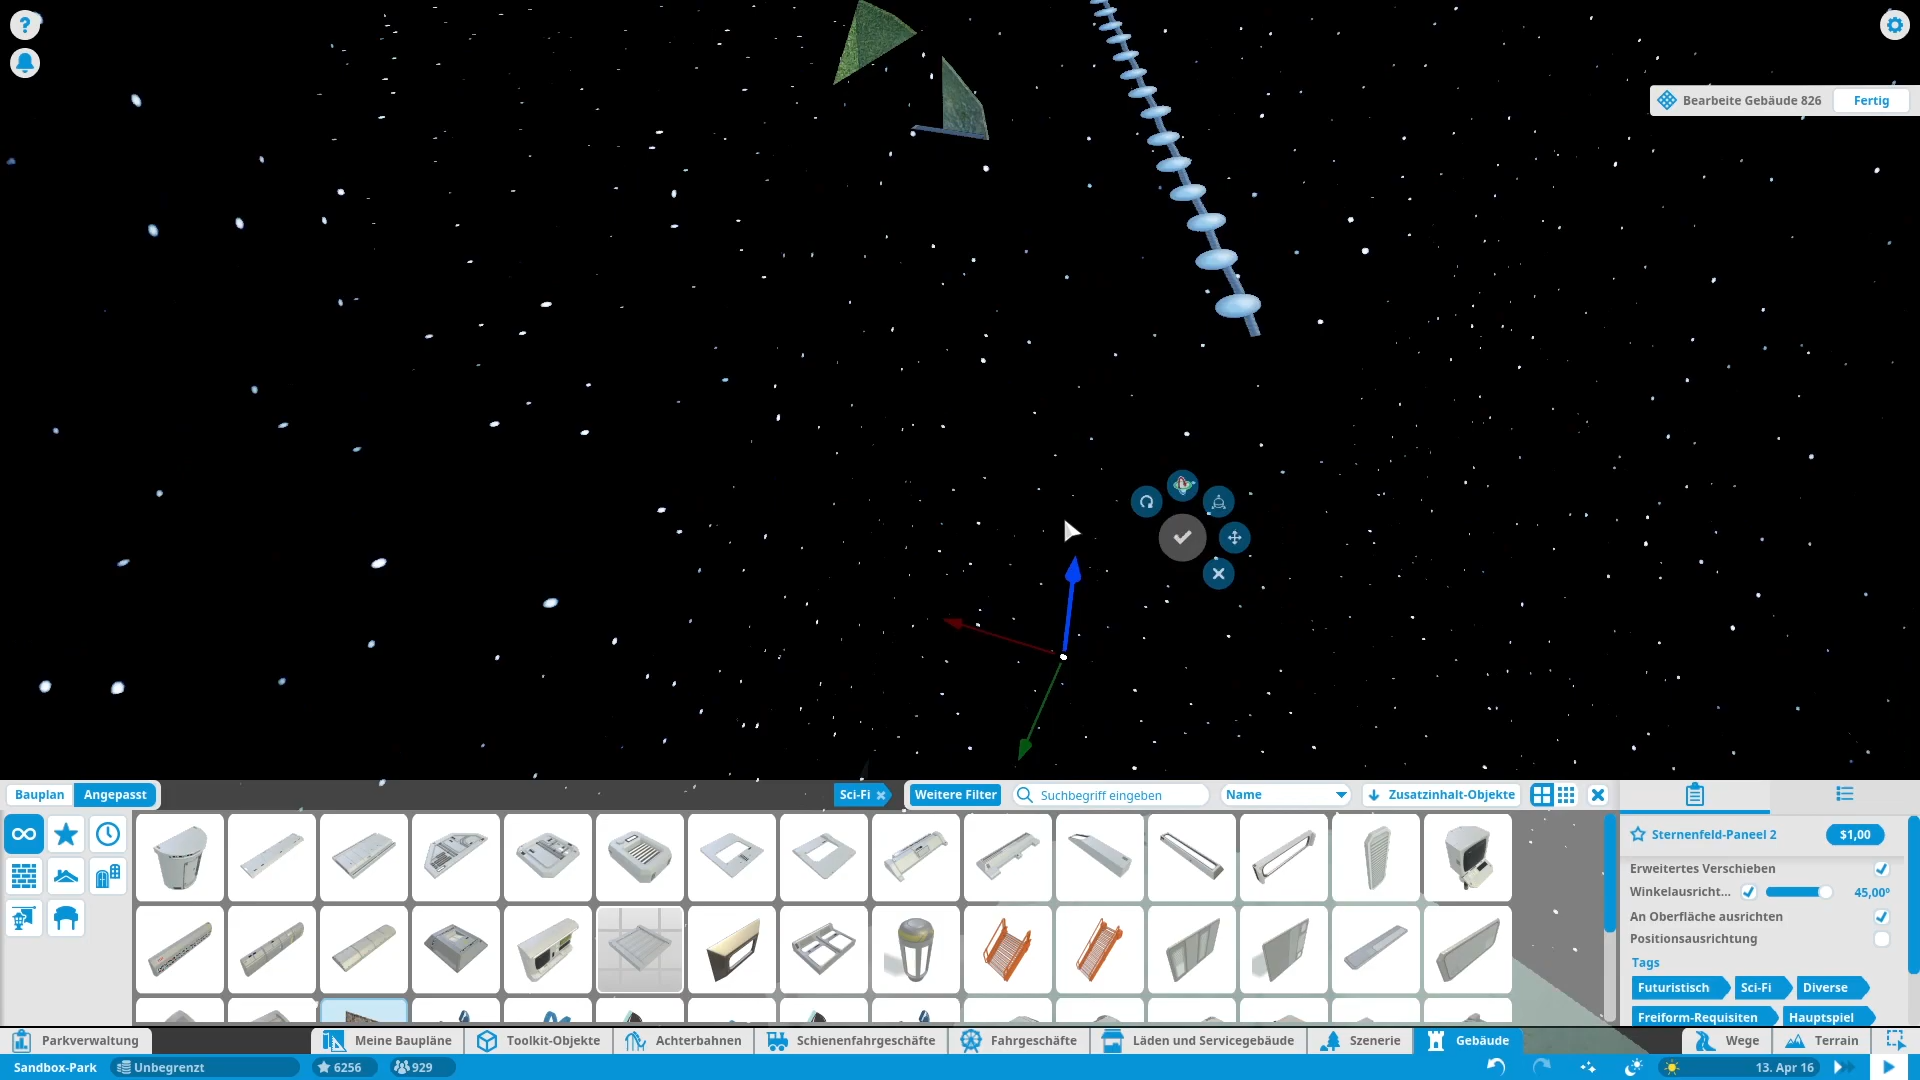 ?
Bearbeite Gebäude 826
Fertig
Bauplan
Angepasst
Sci-Fi
Weitere Filter
Suchbegriff eingeben
Name
Zusatzinhalt-Objekte
Sternenfeld-Paneel 2
$1,00
Erweitertes Verschieben
Winkelausricht...
45,00°
An Oberfläche ausrichten
Positionsausrichtung
Tags
Futuristisch
Sci-Fi
Diverse
Freiform-Requisiten
Hauptspiel
Parkverwaltung
Meine Baupläne
Toolkit-Objekte
Achterbahnen
Schienenfahrgeschäfte
Fahrgeschäfte
Läden und Servicegebäude
Szenerie
Gebäude
Wege
Terrain
Sandbox-Park
Unbegrenzt
6256
929
13. Apr 16